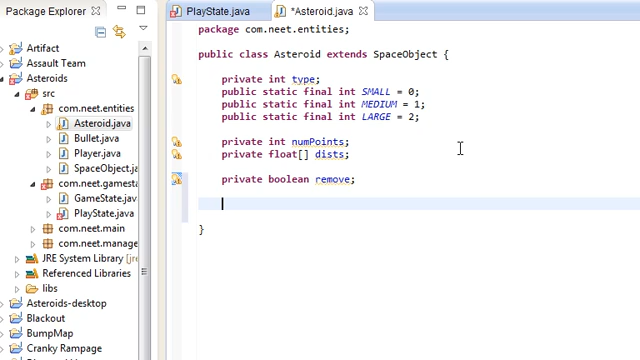 Package Explorer
PlayState.java
*Asteroid.java
Artifact
Assault Team
Asteroids
src
com.neet.entities
Asteroid.java
Bullet.java
Player.java
SpaceObject.j
com.neet.gamest
GameState.java
PlayState.java
com.neet.main
com.neet.manage
JRE System Library [jr
Referenced Libraries
libs
Asteroids-desktop
Blackout
BumpMap
Cranky Rampage
package com.neet.entities;
public class Asteroid extends SpaceObject {
private int type;
public static final int SMALL = 0;
public static final int MEDIUM = 1;
public static final int LARGE = 2;
private int numPoints;
private float[] dists;
private boolean remove;
}